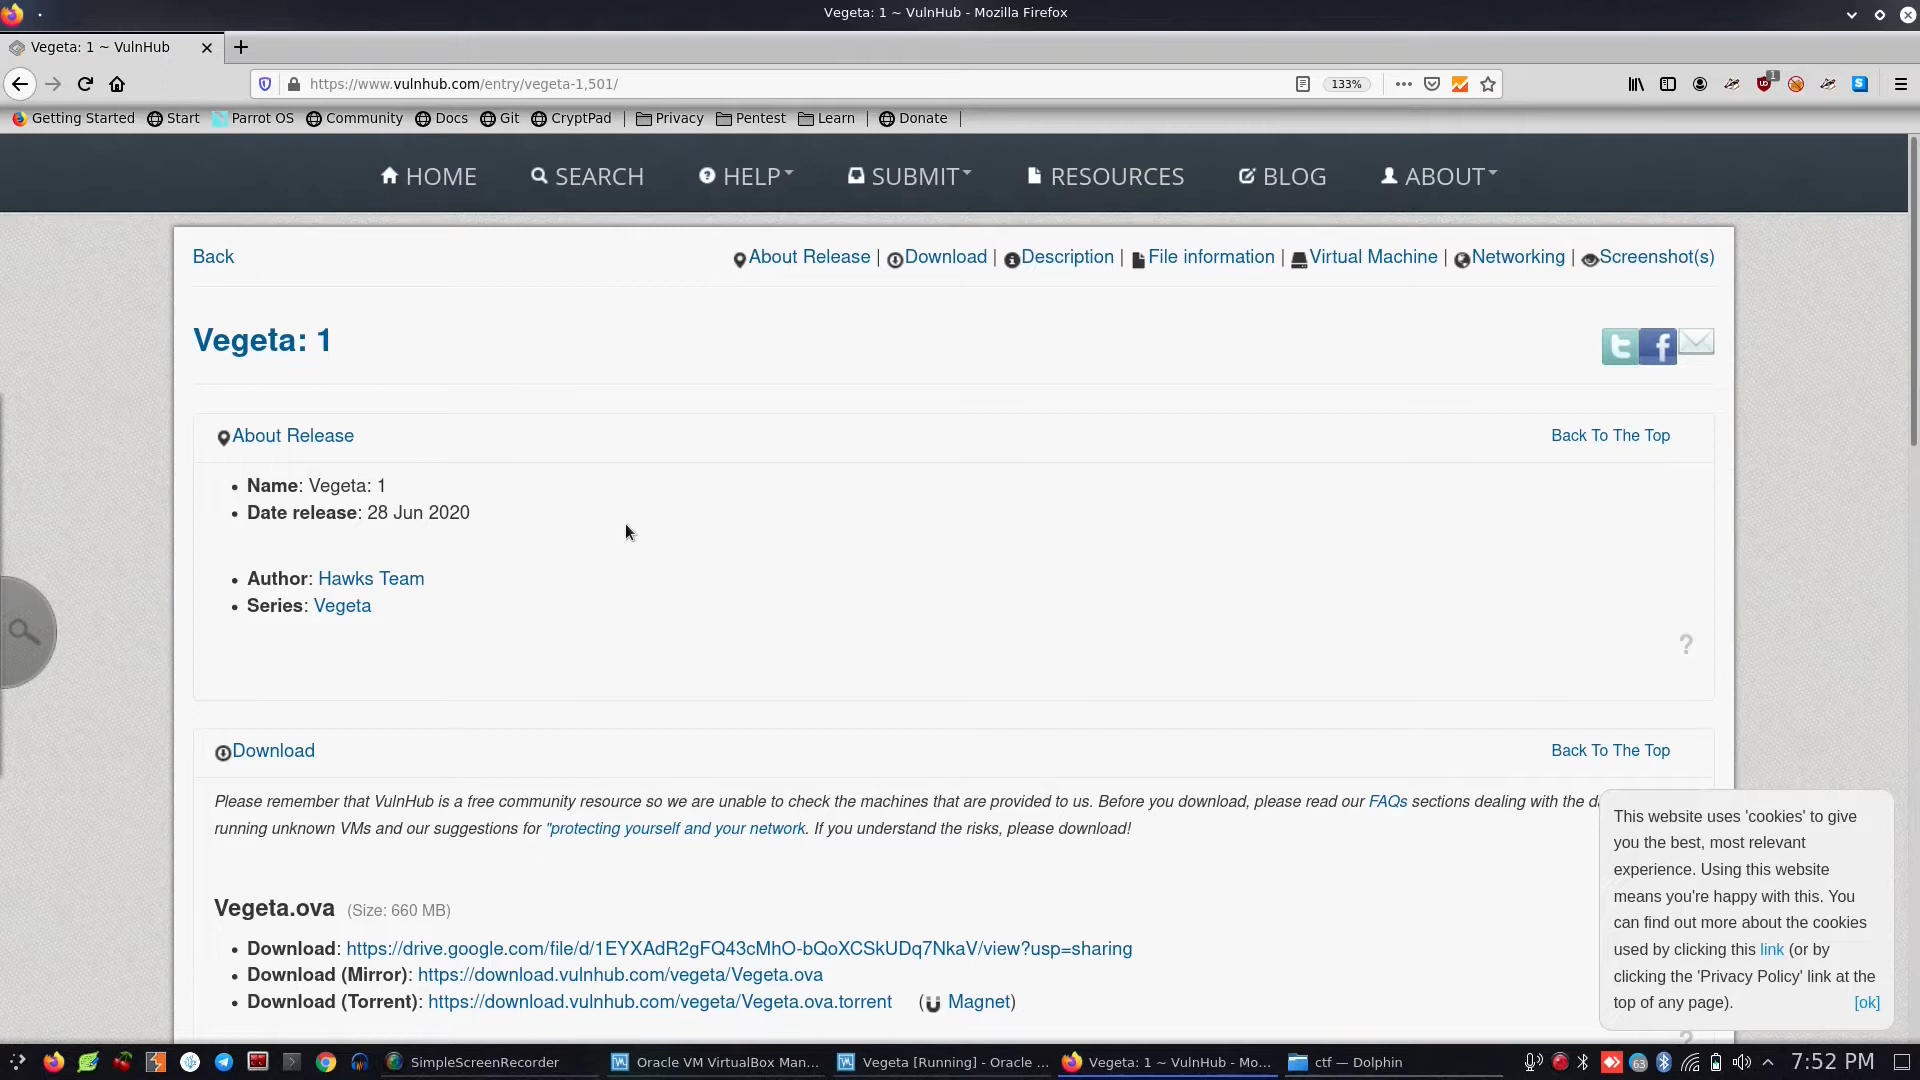 Vegeta: 1 ~ VulnHub - Mozilla Firefox
Vegeta: 1 ~ VulnHub
https://www.vulnhub.com/entry/vegeta-1,501/
133%
1
Getting Started Start Parrot OS Community Docs Git CryptPad Privacy Pentest Learn Donate
HOME SEARCH HELP SUBMIT RESOURCES BLOG ABOUT
Back
About Release | Download | Description | File information | Virtual Machine | Networking | Screenshot(s)
Vegeta: 1
About Release
Back To The Top
Name: Vegeta: 1
Date release: 28 Jun 2020
Author: Hawks Team
Series: Vegeta
?
Download
Back To The Top
Please remember that VulnHub is a free community resource so we are unable to check the machines that are provided to us. Before you download, please read our FAQs sections dealing with the
running unknown VMs and our suggestions for "protecting yourself and your network. If you understand the risks, please download!
Vegeta.ova (Size: 660 MB)
Download: https://drive.google.com/file/d/1EYXAdR2gFQ43cMhO-bQoXCSkUDq7NkaV/view?usp=sharing
Download (Mirror): https://download.vulnhub.com/vegeta/Vegeta.ova
Download (Torrent): https://download.vulnhub.com/vegeta/Vegeta.ova.torrent (Magnet)
This website uses 'cookies' to give
you the best, most relevant
experience. Using this website
means you're happy with this. You
can find out more about the cookies
used by clicking this link (or by
clicking the 'Privacy Policy' link at the
top of any page). [ok]
SimpleScreenRecorder
Oracle VM VirtualBox Man...
Vegeta [Running] - Oracle ...
Vegeta: 1 ~ VulnHub - Mo...
ctf — Dolphin
63
7:52 PM